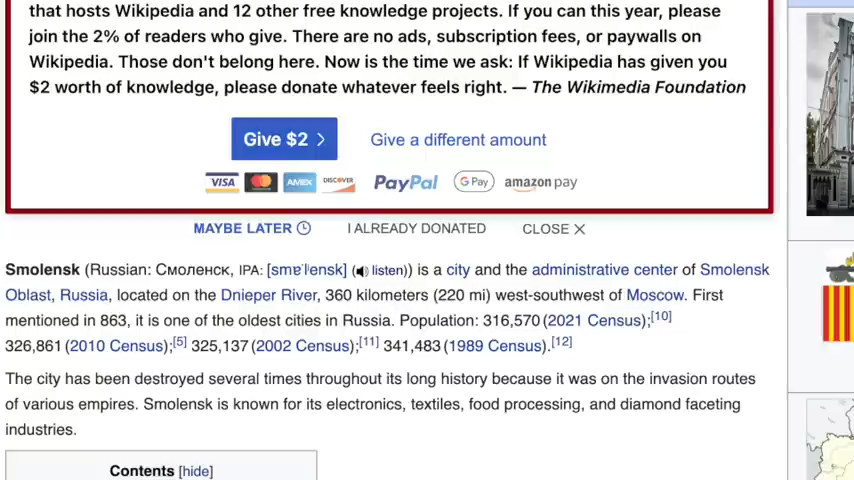 that hosts Wikipedia and 12 other free knowledge projects. If you can this year, please
join the 2% of readers who give. There are no ads, subscription fees, or paywalls on
Wikipedia. Those don't belong here. Now is the time we ask: If Wikipedia has given you
$2 worth of knowledge, please donate whatever feels right. — The Wikimedia Foundation
Give $2 Give a different amount
VISA AMEX DISCOVER PayPal G Pay amazon pay
MAYBE LATER I ALREADY DONATED CLOSE
Smolensk (Russian: Смоленск, IPA: [smɐˈlʲensk] (listen)) is a city and the administrative center of Smolensk
Oblast, Russia, located on the Dnieper River, 360 kilometers (220 mi) west-southwest of Moscow. First
mentioned in 863, it is one of the oldest cities in Russia. Population: 316,570 (2021 Census);[10]
326,861 (2010 Census);[5] 325,137 (2002 Census);[11] 341,483 (1989 Census).[12]
The city has been destroyed several times throughout its long history because it was on the invasion routes
of various empires. Smolensk is known for its electronics, textiles, food processing, and diamond faceting
industries.
Contents [hide]